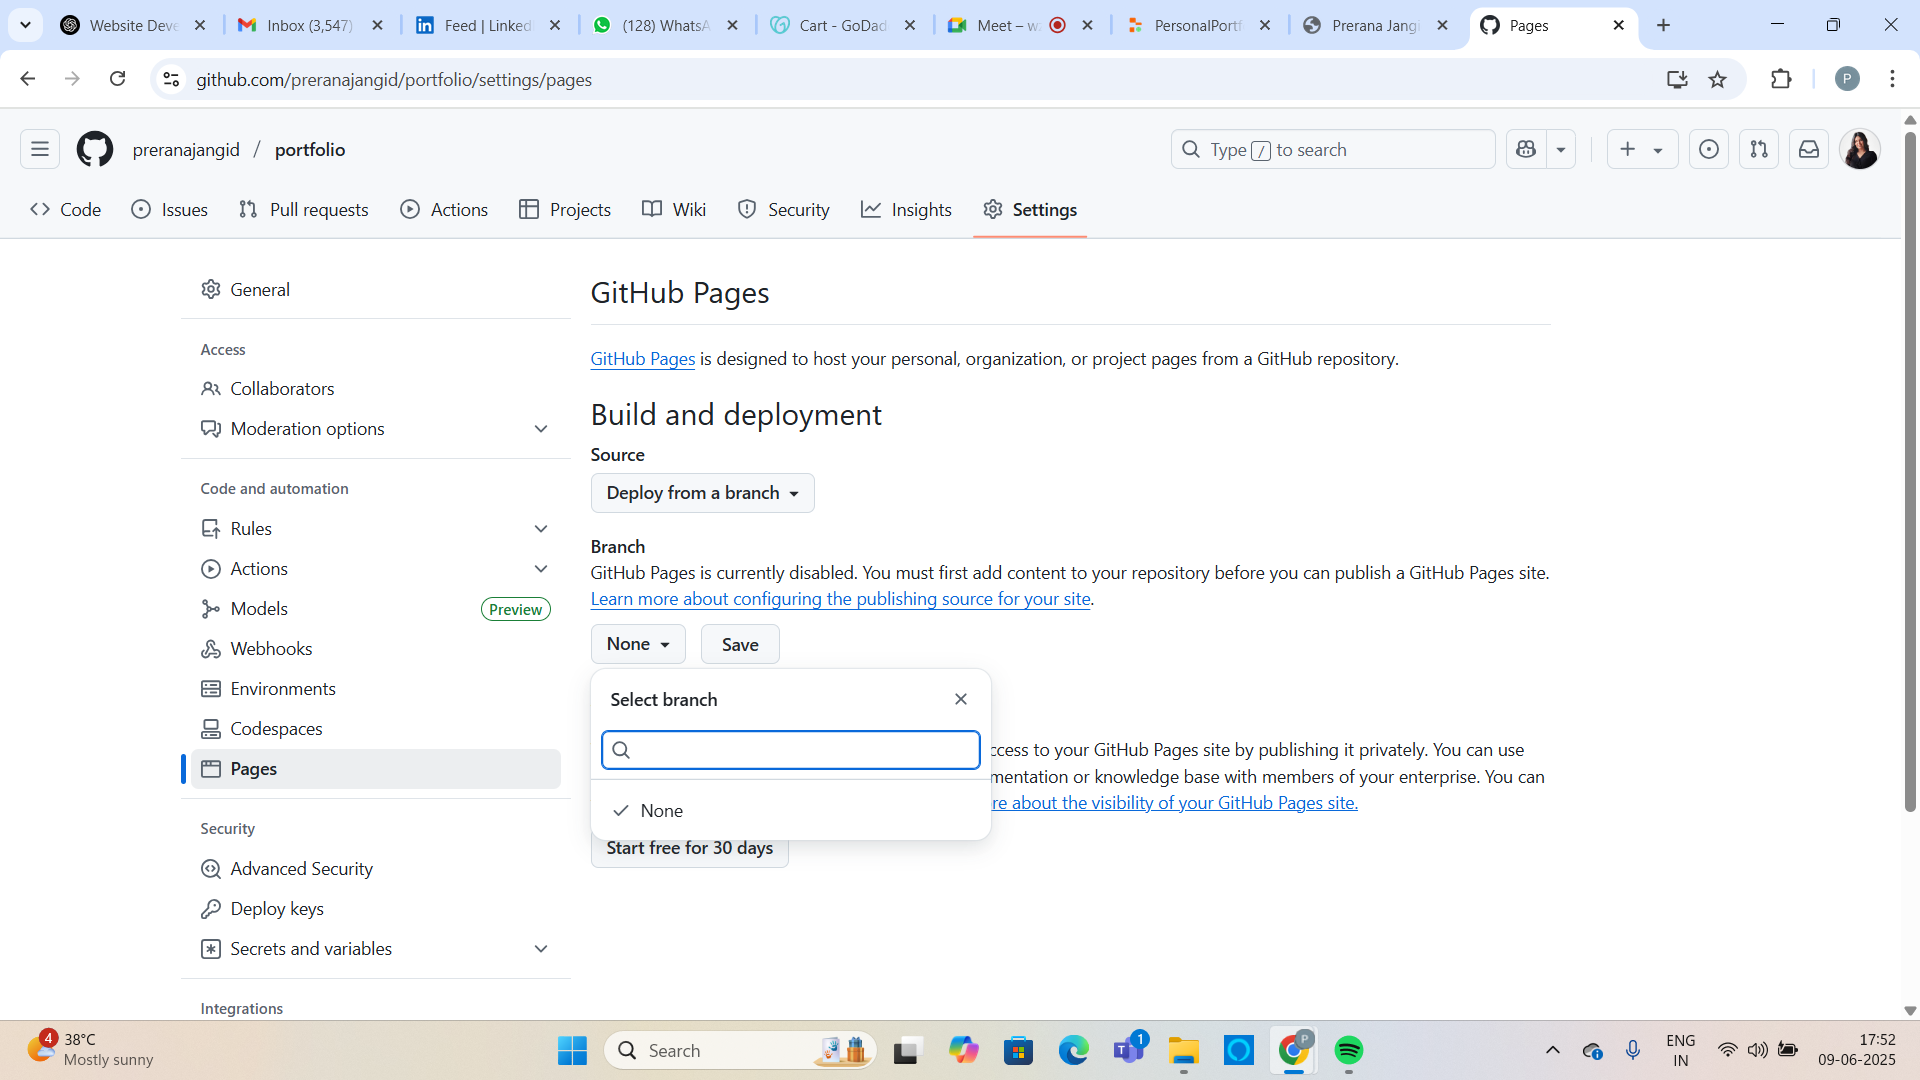 Website Deve
Inbox (3,547)
Feed | LinkedI
(128) WhatsA
Cart - GoDad
Meet – w
PersonalPortf
Prerana Jangi
Pages
github.com/preranajangid/portfolio/settings/pages
P
preranajangid / portfolio
Type / to search
Code
Issues
Pull requests
Actions
Projects
Wiki
Security
Insights
Settings
General
Access
Collaborators
Moderation options
Code and automation
Rules
Actions
Models
Preview
Webhooks
Environments
Codespaces
Pages
Security
Advanced Security
Deploy keys
Secrets and variables
Integrations
GitHub Pages
GitHub Pages is designed to host your personal, organization, or project pages from a GitHub repository.
Build and deployment
Source
Deploy from a branch
Branch
GitHub Pages is currently disabled. You must first add content to your repository before you can publish a GitHub Pages site.
Learn more about configuring the publishing source for your site.
None
Save
Select branch
None
ccess to your GitHub Pages site by publishing it privately. You can use
mentation or knowledge base with members of your enterprise. You can
re about the visibility of your GitHub Pages site.
Start free for 30 days
4
38°C
Mostly sunny
Search
1
P
ENG
IN
17:52
09-06-2025